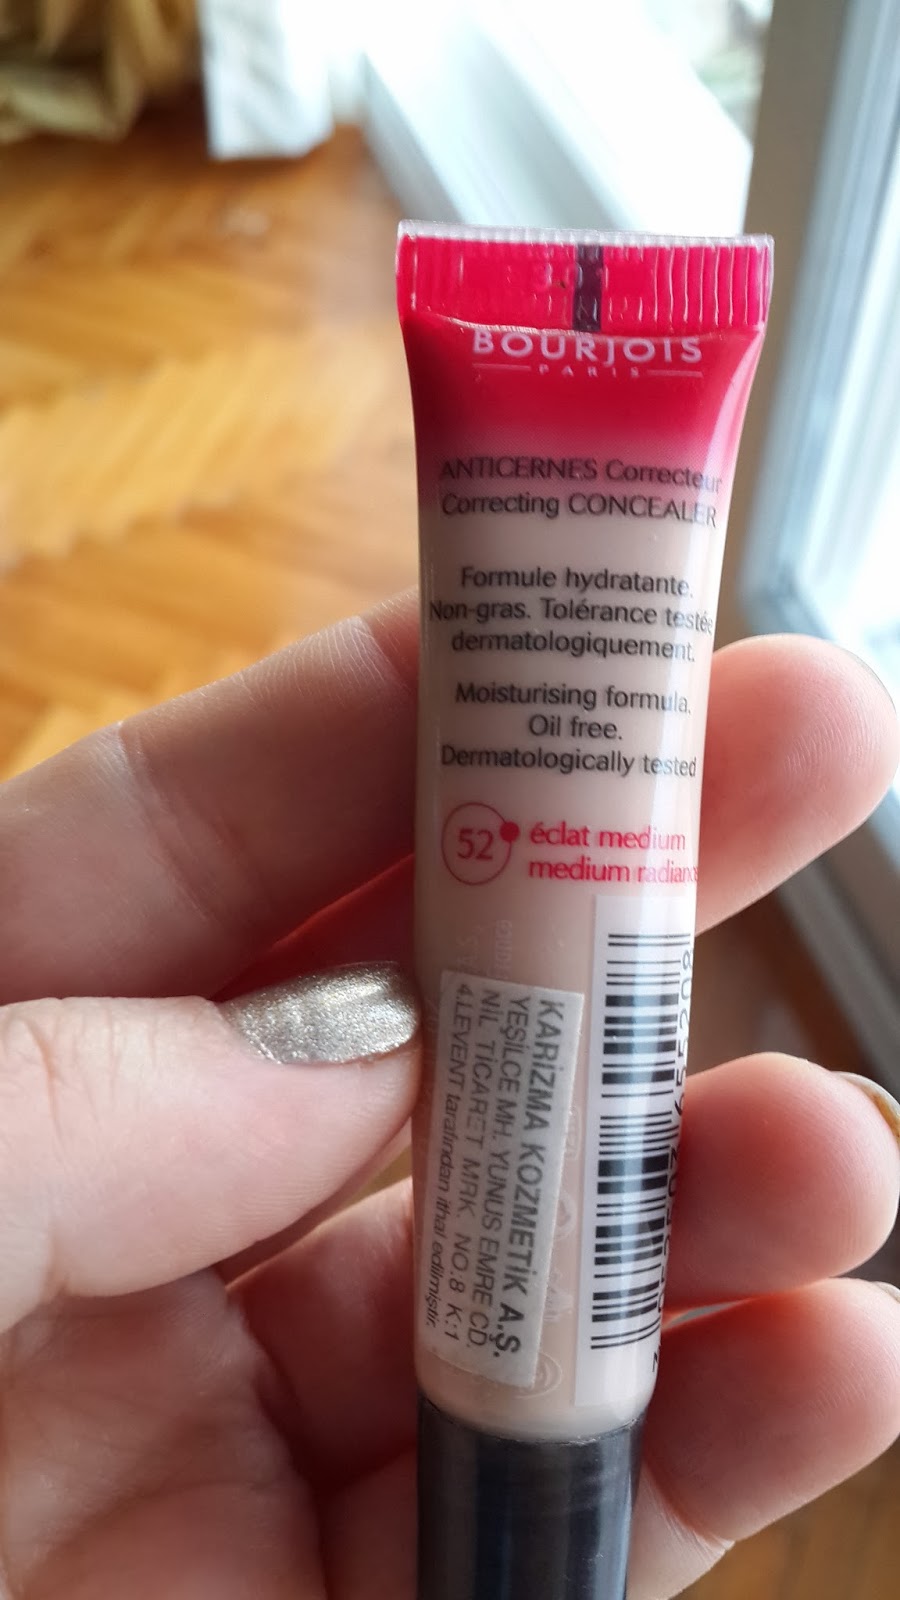 BOURJOIS
PARIS
ANTICERNES Correcteur
Correcting CONCEALER
Formule hydratante.
Non-gras. Tolérance testée
dermatologiquement.
Moisturising formula.
Oil free.
Dermatologically tested
52 éclat medium
medium radianc
KARİZMA KOZMETİK A.Ş.
YEŞİLCE MH. YUNUS EMRE CD.
NİL TİCARET MRK. NO.8 K:1
4.LEVENT tarafından ithal edilmiştir.